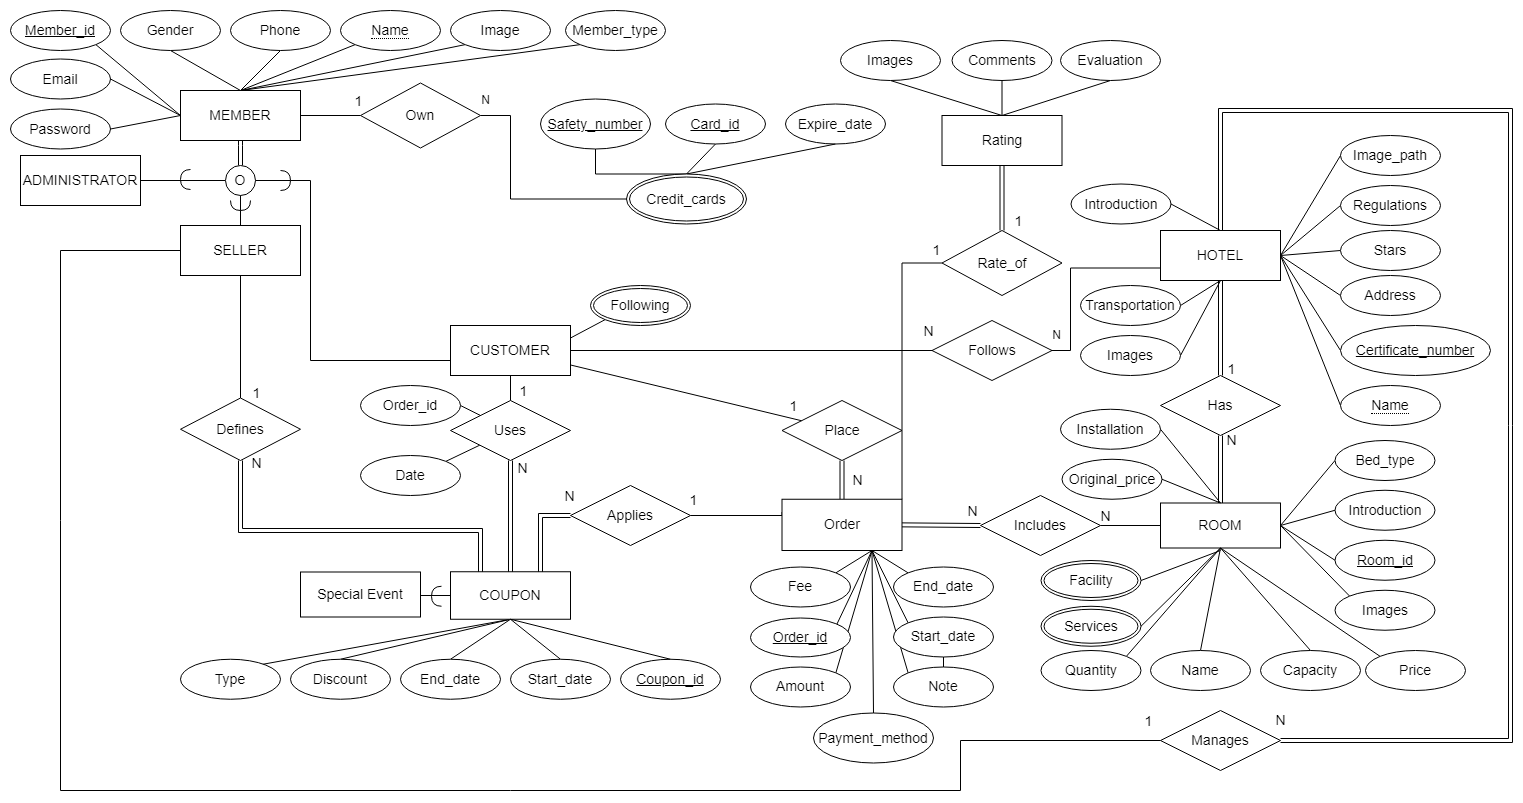 Member_id
Gender
Phone
Name
Image
Member_type
Email
Password
MEMBER
1
Own
N
Safety_number
Card_id
Expire_date
Credit_cards
Images
Comments
Evaluation
Rating
ADMINISTRATOR
O
SELLER
Following
CUSTOMER
1
1
Rate_of
N
Follows
N
Introduction
HOTEL
Transportation
Images
Image_path
Regulations
Stars
Address
Certificate_number
Name
1
Defines
N
Order_id
1
Uses
Date
N
1
Place
N
1
Has
N
Installation
Original_price
N
Applies
1
Order
N
Includes
N
ROOM
Bed_type
Introduction
Room_id
Images
Special Event
COUPON
Type
Discount
End_date
Start_date
Coupon_id
Fee
End_date
Order_id
Start_date
Amount
Note
Payment_method
Facility
Services
Quantity
Name
Capacity
Price
1
Manages
N